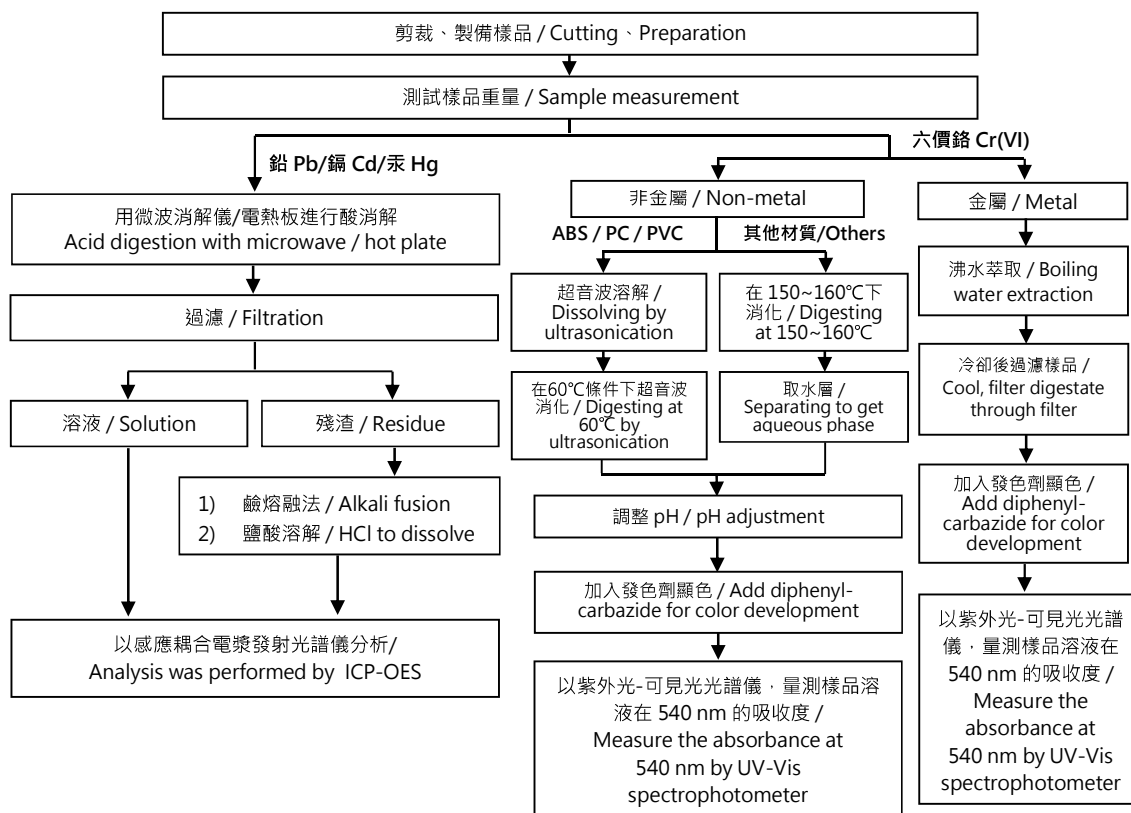 剪裁、製備樣品 / Cutting、Preparation
測試樣品重量 / Sample measurement
鉛 Pb/鎘 Cd/汞 Hg
六價鉻 Cr(VI)
用微波消解儀/電熱板進行酸消解
Acid digestion with microwave / hot plate
過濾 / Filtration
溶液 / Solution
殘渣 / Residue
1) 鹼熔融法 / Alkali fusion
2) 鹽酸溶解 / HCl to dissolve
以感應耦合電漿發射光譜儀分析/
Analysis was performed by ICP-OES
非金屬 / Non-metal
ABS / PC / PVC
其他材質/Others
超音波溶解 /
Dissolving by
ultrasonication
在 150~160℃下
消化 / Digesting
at 150~160℃
在60℃條件下超音波
消化 / Digesting at
60℃ by
ultrasonication
取水層 /
Separating to get
aqueous phase
調整 pH / pH adjustment
加入發色劑顯色 / Add diphenyl-
carbazide for color development
以紫外光-可見光光譜儀，量測樣品溶
液在 540 nm 的吸收度 /
Measure the absorbance at
540 nm by UV-Vis
spectrophotometer
金屬 / Metal
沸水萃取 / Boiling
water extraction
冷卻後過濾樣品 /
Cool, filter digestate
through filter
加入發色劑顯色 /
Add diphenyl-
carbazide for color
development
以紫外光-可見光光譜
儀，量測樣品溶液在
540 nm 的吸收度 /
Measure the
absorbance at
540 nm by UV-Vis
spectrophotometer